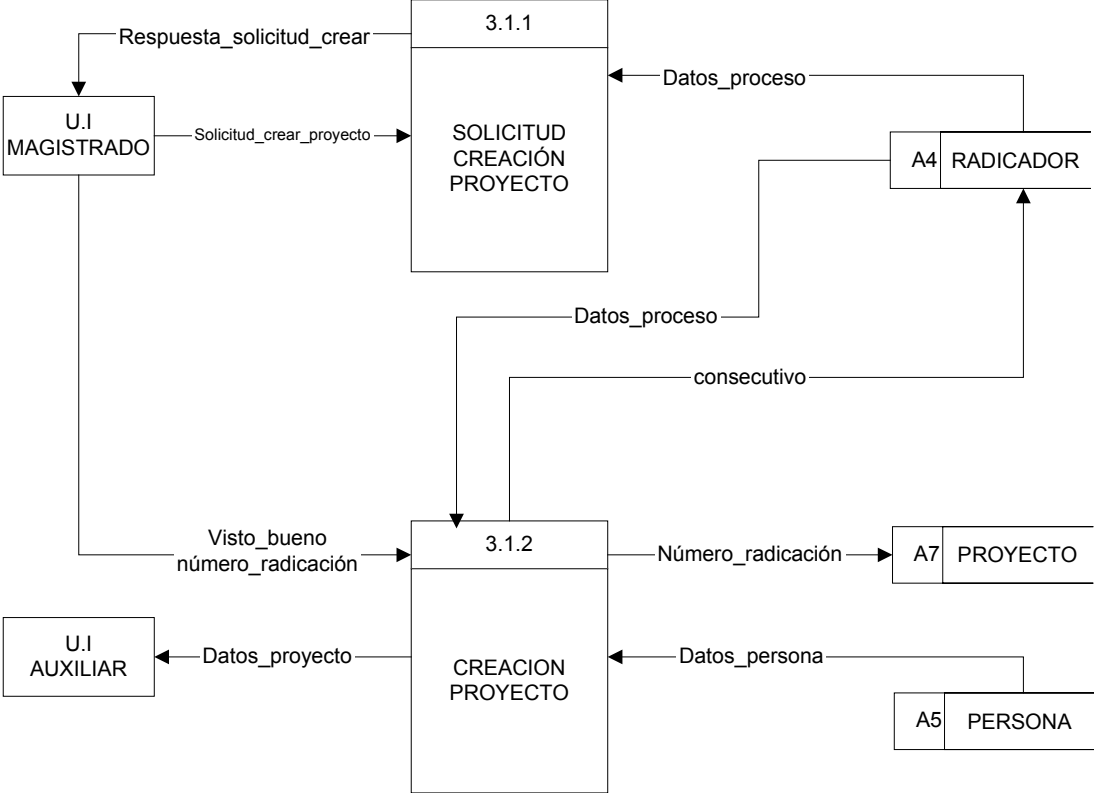 3.1.1
Respuesta_solicitud_crear
Datos_proceso
U.I
MAGISTRADO
Solicitud_crear_proyecto
SOLICITUD
CREACIÓN
PROYECTO
A4 RADICADOR
Datos_proceso
consecutivo
Visto_bueno
número_radicación
3.1.2
Número_radicación
A7 PROYECTO
U.I
AUXILIAR
Datos_proyecto
CREACION
PROYECTO
Datos_persona
A5 PERSONA